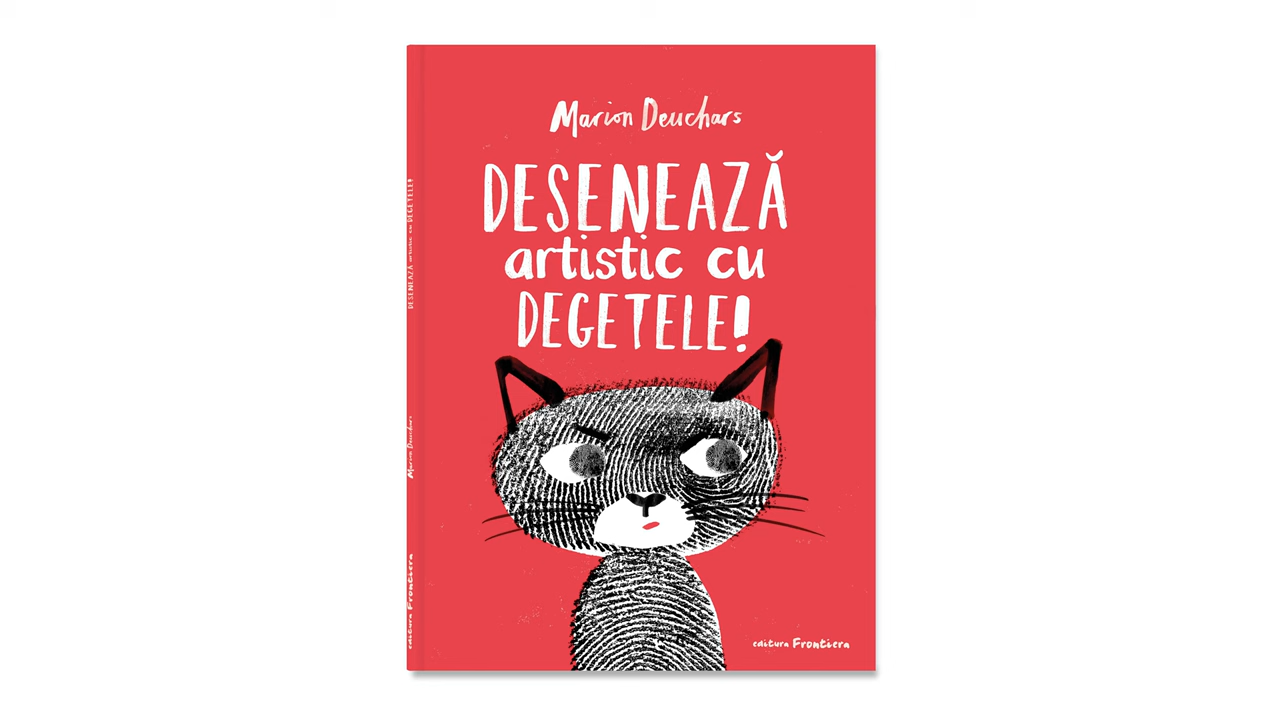 Marion Deuchars
DESENEAZĂ
artistic cu
DEGETELE!
editura Frontiera
DESENEAZĂ artistic cu DEGETELE!
Marion Deuchars
editura Frontiera